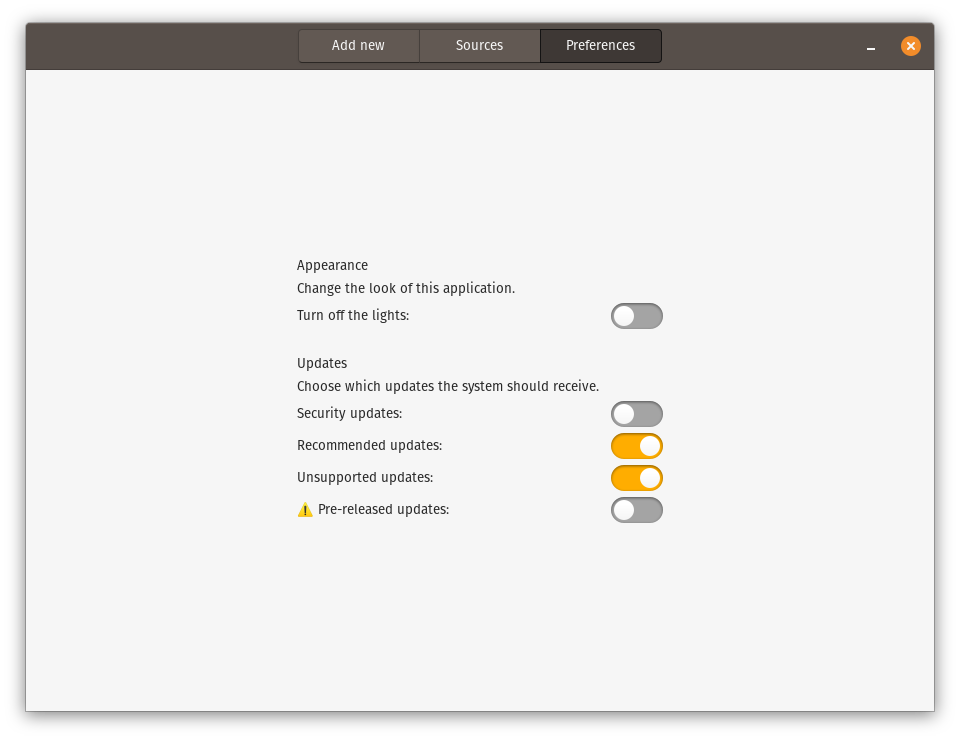 Add new
Sources
Preferences
Appearance
Change the look of this application.
Turn off the lights:
Updates
Choose which updates the system should receive.
Security updates:
Recommended updates:
Unsupported updates:
⚠️ Pre-released updates: